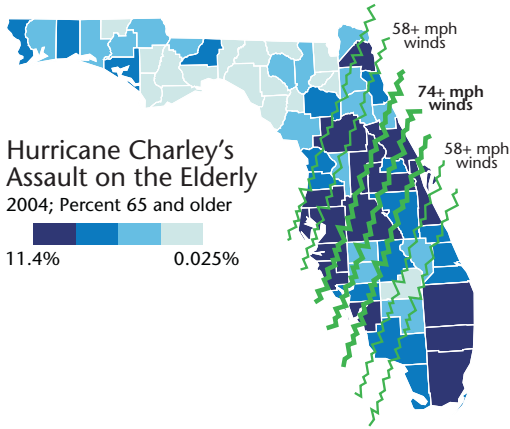 58+ mph
winds
74+ mph
winds
58+ mph
winds
Hurricane Charley's
Assault on the Elderly
2004; Percent 65 and older
11.4% 0.025%